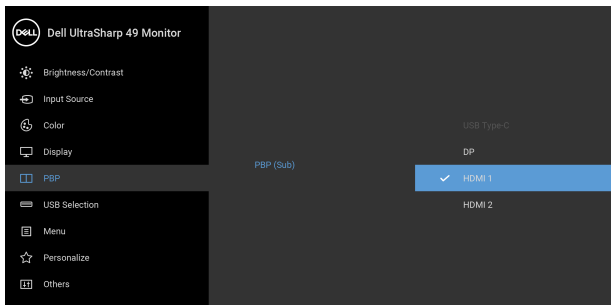 DELL Dell UltraSharp 49 Monitor
Brightness/Contrast
Input Source
Color
USB Type-C
Display
DP
PBP (Sub)
PBP
HDMI 1
USB Selection
HDMI 2
Menu
Personalize
Others